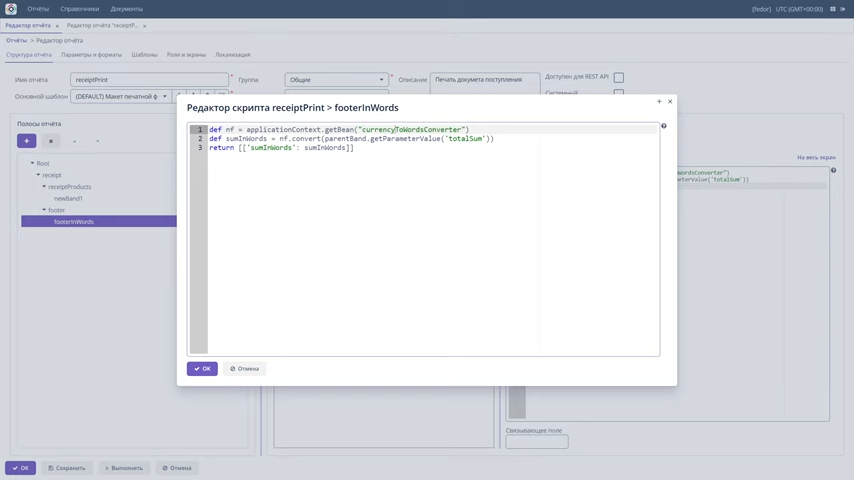 Отчёты Справочники Документы [fedor] UTC (GMT+00:00)
Редактор отчёта × Редактор отчёта "receiptP... ×
Отчёты > Редактор отчёта
Структура отчёта Параметры и форматы Шаблоны Роли и экраны Локализация
Имя отчёта receiptPrint * Группа Общие * Описание Печать докумета поступления Доступен для REST API
Основной шаблон (DEFAULT) Макет печатной ф Системный
Редактор скрипта receiptPrint > footerInWords
1 def nf = applicationContext.getBean("currencyToWordsConverter")
2 def sumInWords = nf.convert(parentBand.getParameterValue('totalSum'))
3 return [['sumInWords': sumInWords]]
OK Отмена
Полосы отчёта
Root
receipt
receiptProducts
newBand1
footer
footerInWords
На весь экран
wordsConverter")
meterValue('totalSum'))
Связывающее поле
OK Сохранить Выполнить Отмена